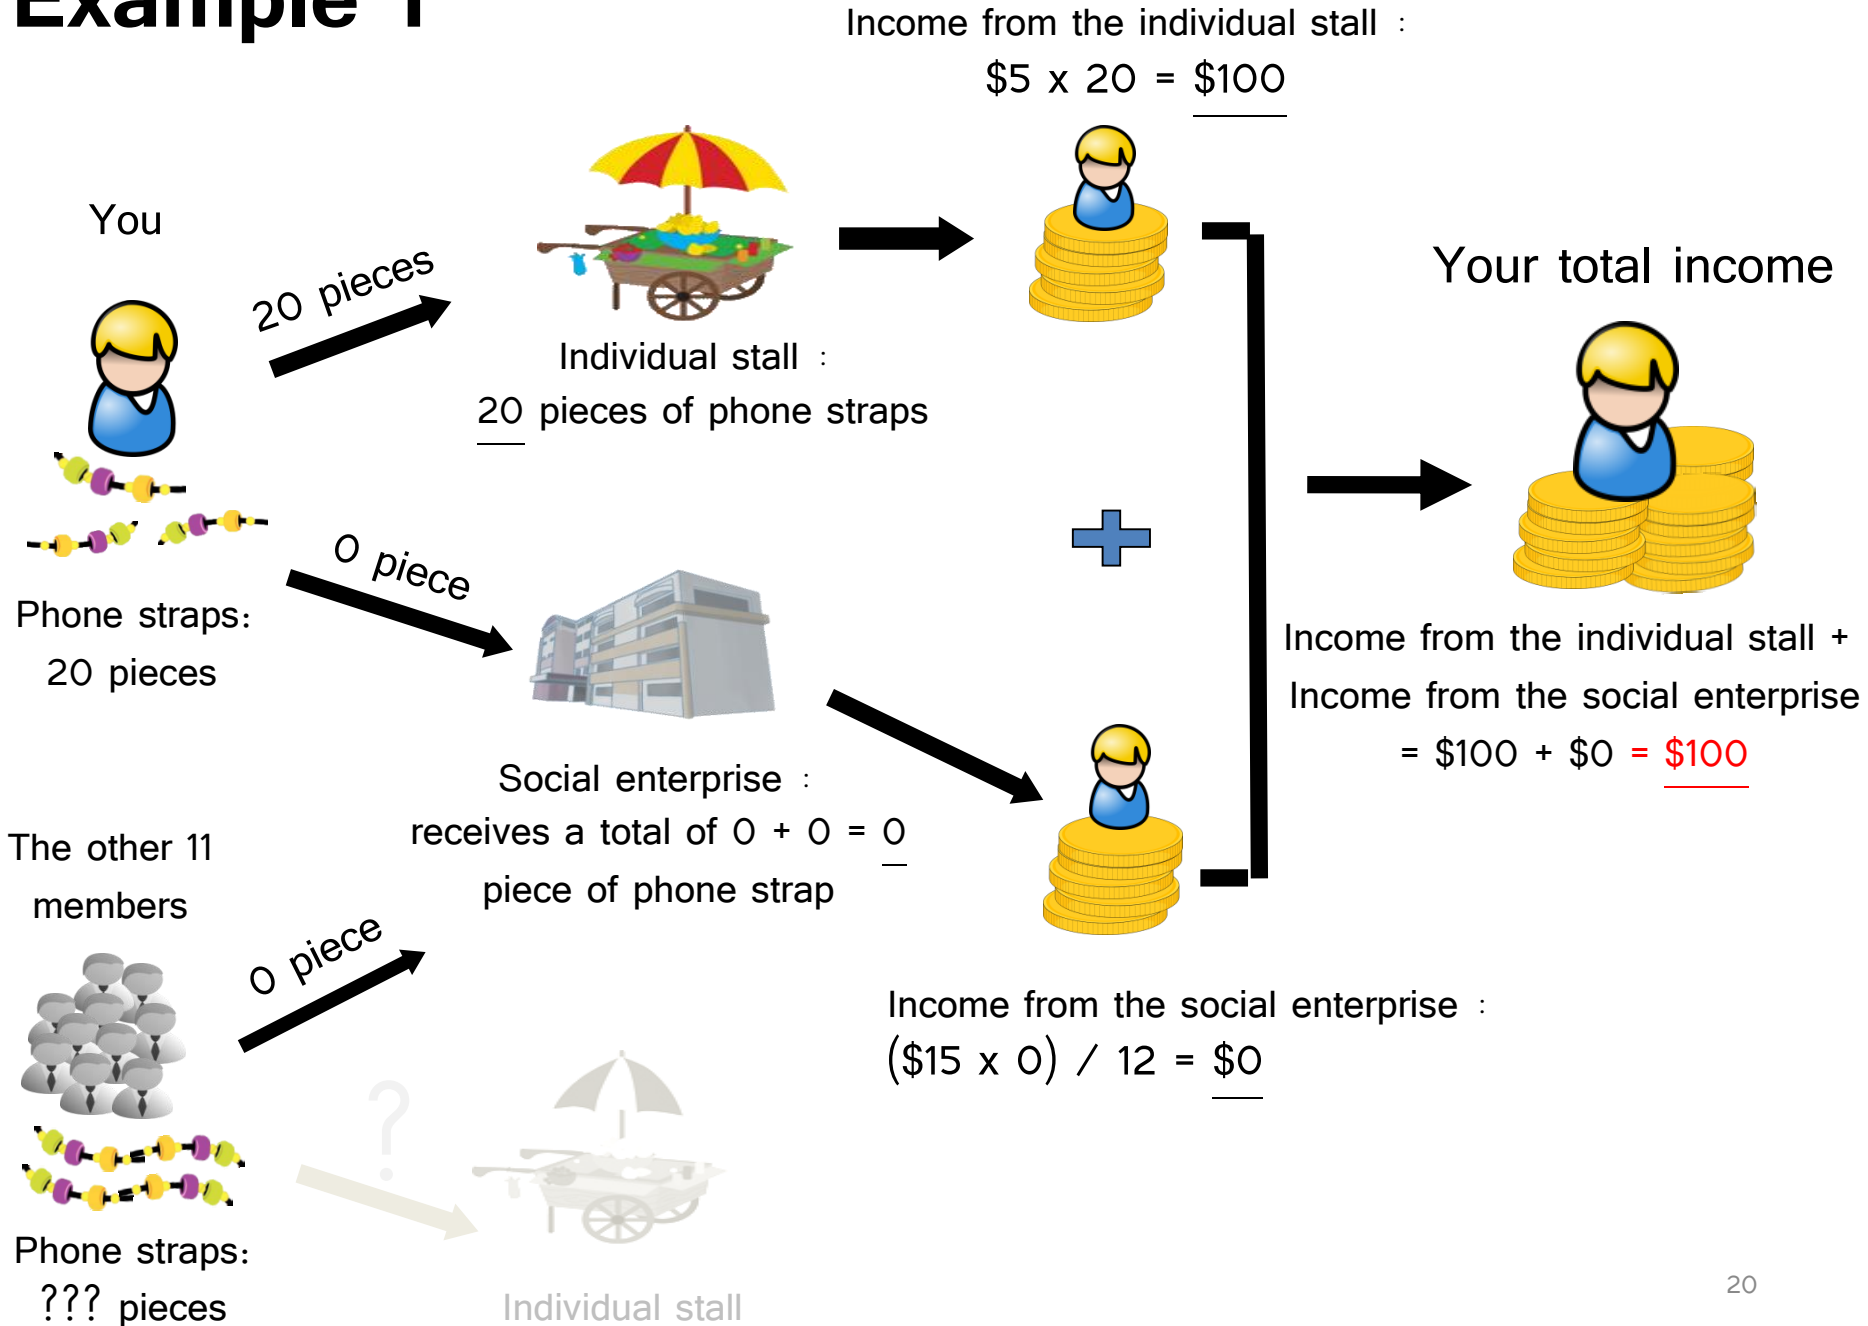 Example 1
Income from the individual stall :
$5 x 20 = $100
You
20 pieces
Individual stall :
20 pieces of phone straps
Your total income
0 piece
Phone straps:
20 pieces
Income from the individual stall +
Income from the social enterprise
= $100 + $0 = $100
Social enterprise :
receives a total of 0 + 0 = 0
piece of phone strap
The other 11
members
0 piece
Income from the social enterprise :
($15 x 0) / 12 = $0
?
Phone straps:
??? pieces
Individual stall
20